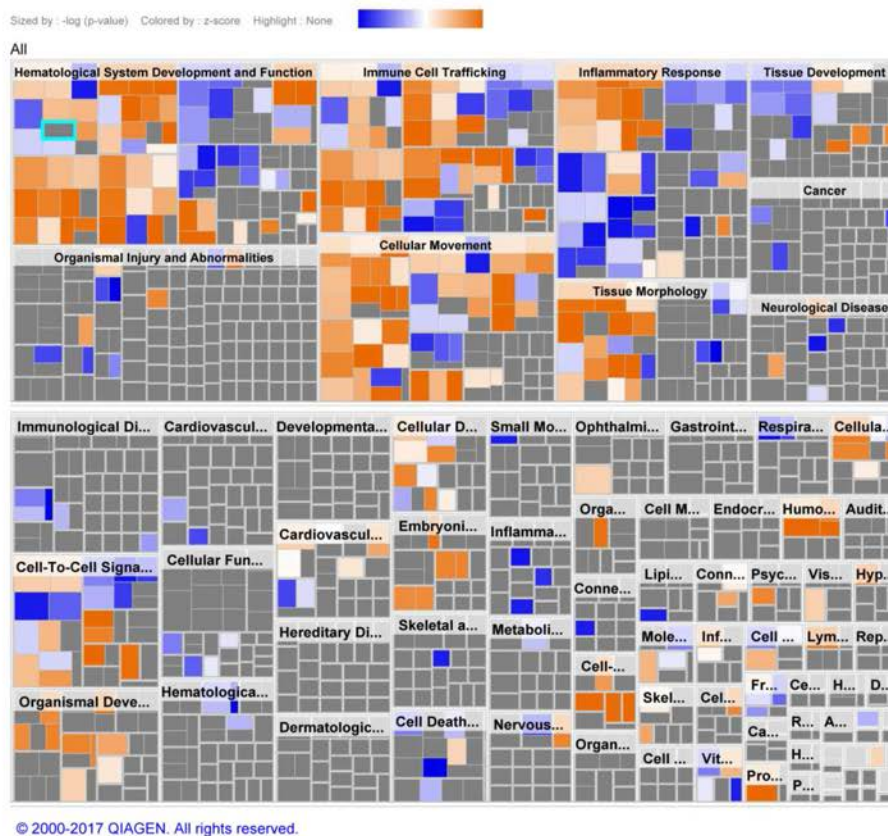 Sized by : -log (p-value) Colored by : z-score Highlight : None
All
Hematological System Development and Function
Immune Cell Trafficking
Inflammatory Response
Tissue Development
Cancer
Organismal Injury and Abnormalities
Cellular Movement
Tissue Morphology
Neurological Disease
Immunological Di...
Cardiovascul...
Developmenta...
Cellular D...
Small Mo...
Ophthalmi...
Gastroint...
Respira...
Cellula...
Orga...
Cell M...
Endocr...
Humo...
Audit...
Cardiovascul...
Embryoni...
Inflamma...
Cell-To-Cell Signa...
Cellular Fun...
Conne...
Lipi...
Conn...
Psyc...
Vis...
Hyp...
Hereditary Di...
Skeletal a...
Metaboli...
Mole...
Inf...
Cell ...
Lym...
Rep...
Cell-...
Organismal Deve...
Hematologica...
Skel...
Cel...
Fr...
Ce...
H...
D...
Dermatologic...
Cell Death...
Nervous...
Organ...
Ca...
R...
A...
Cell ...
Vit...
H...
Pro...
P...
© 2000-2017 QIAGEN. All rights reserved.